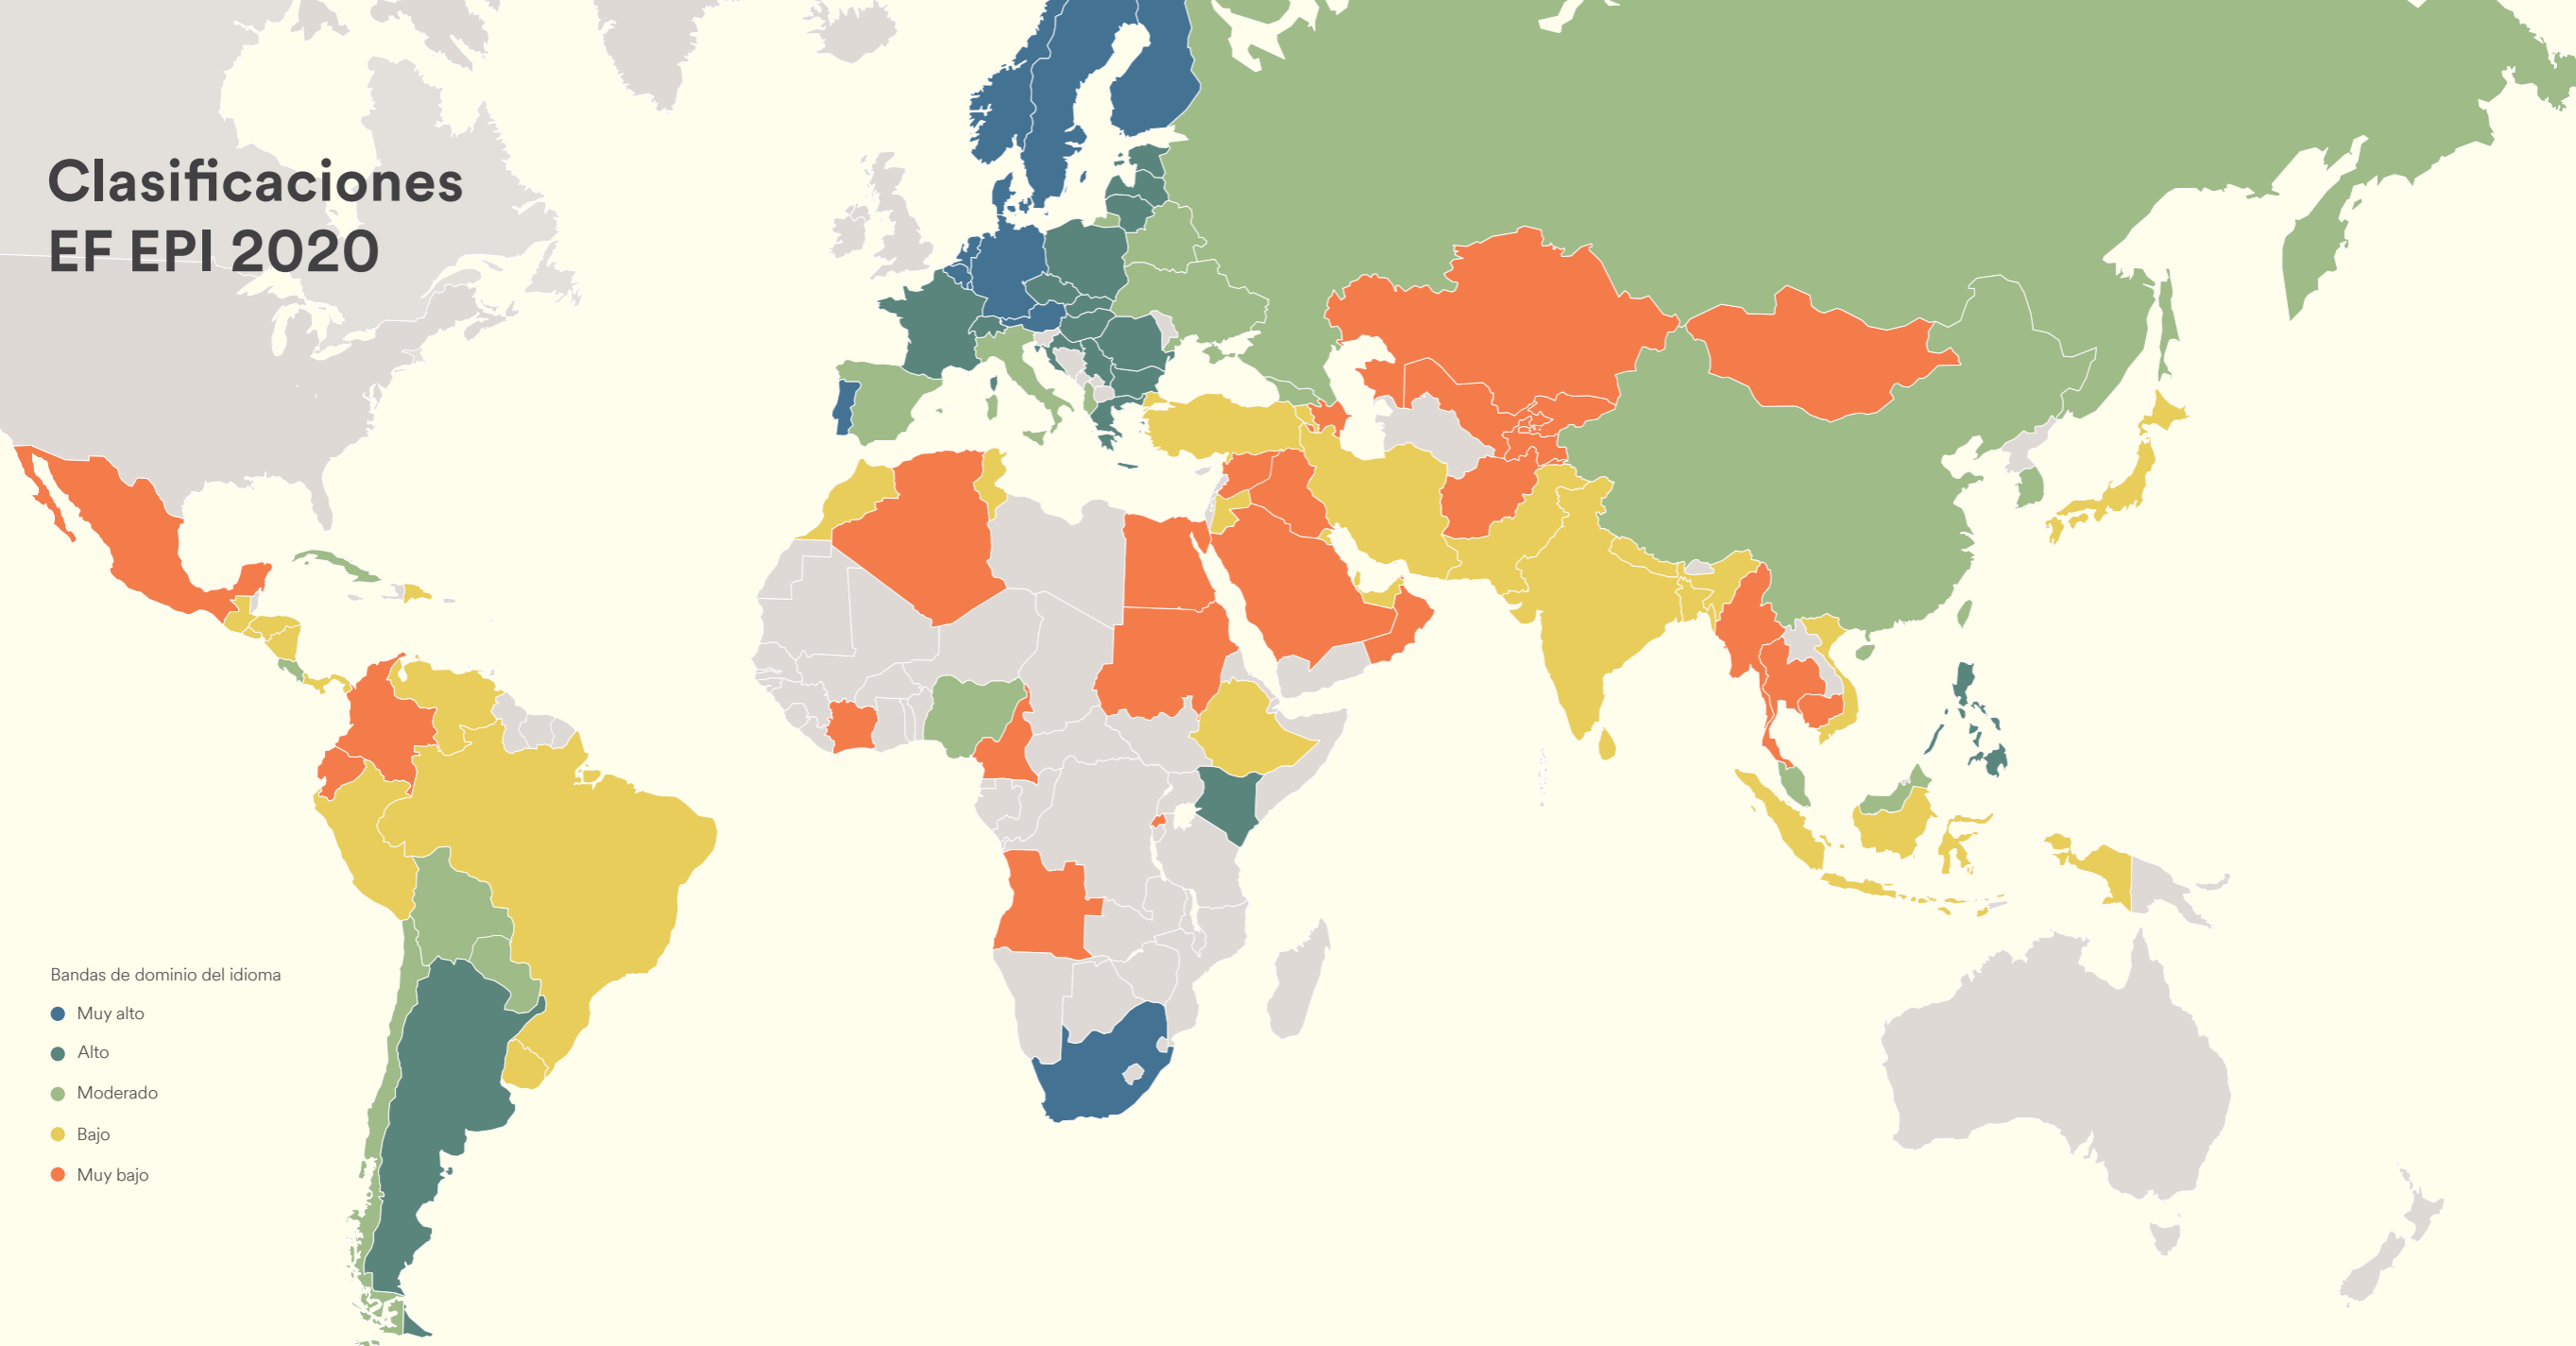 Clasificaciones
EF EPI 2020
Bandas de dominio del idioma
Muy alto
Alto
Moderado
Bajo
Muy bajo